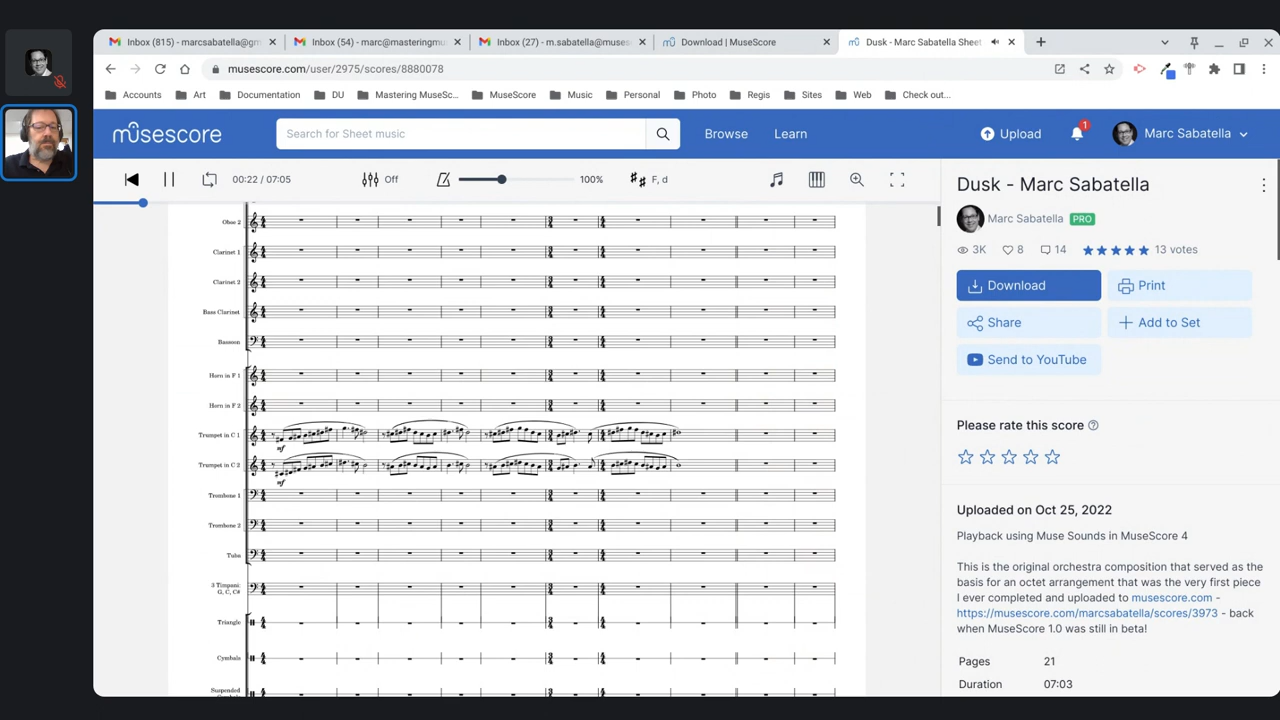 Inbox (815) - marcsabatella@gm
Inbox (54) - marc@masteringmu
Inbox (27) - m.sabatella@muses
Download | MuseScore
Dusk - Marc Sabatella Sheet
musescore.com/user/2975/scores/8880078
Accounts
Art
Documentation
DU
Mastering MuseSc...
MuseScore
Music
Personal
Photo
Regis
Sites
Web
Check out...
musescore
Search for Sheet music
Browse
Learn
Upload
1
Marc Sabatella
00:22 / 07:05
Off
100%
F, d
Oboe 2
Clarinet 1
Clarinet 2
Bass Clarinet
Bassoon
Horn in F 1
Horn in F 2
Trumpet in C 1
mf
Trumpet in C 2
mf
Trombone 1
Trombone 2
Tuba
3 Timpani:
G, C, C#
Triangle
Cymbals
Suspended
Dusk - Marc Sabatella
Marc Sabatella PRO
3K 8 14 13 votes
Download
Print
Share
Add to Set
Send to YouTube
Please rate this score
Uploaded on Oct 25, 2022
Playback using Muse Sounds in MuseScore 4
This is the original orchestra composition that served as the
basis for an octet arrangement that was the very first piece
I ever completed and uploaded to musescore.com -
https://musescore.com/marcsabatella/scores/3973 - back
when MuseScore 1.0 was still in beta!
Pages 21
Duration 07:03